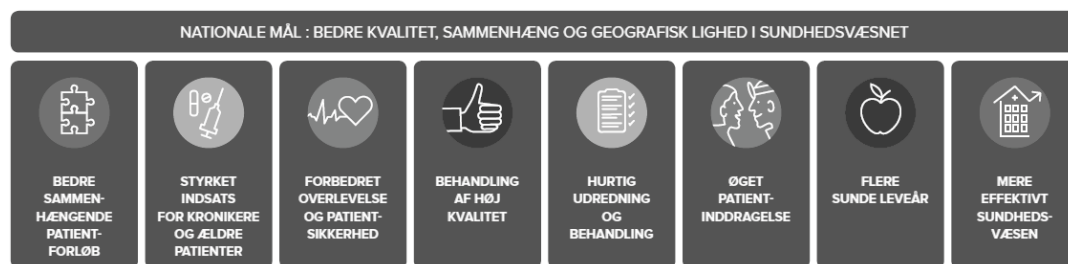 NATIONALE MÅL : BEDRE KVALITET, SAMMENHÆNG OG GEOGRAFISK LIGHED I SUNDHEDSVÆSNET
BEDRE
SAMMEN-
HÆNGENDE
PATIENT-
FORLØB
STYRKET
INDSATS
FOR KRONIKERE
OG ÆLDRE
PATIENTER
FORBEDRET
OVERLEVELSE
OG PATIENT-
SIKKERHED
BEHANDLING
AF HØJ
KVALITET
HURTIG
UDREDNING
OG
BEHANDLING
ØGET
PATIENT-
INDDRAGELSE
FLERE
SUNDE LEVEÅR
MERE
EFFEKTIVT
SUNDHEDS-
VÆSEN